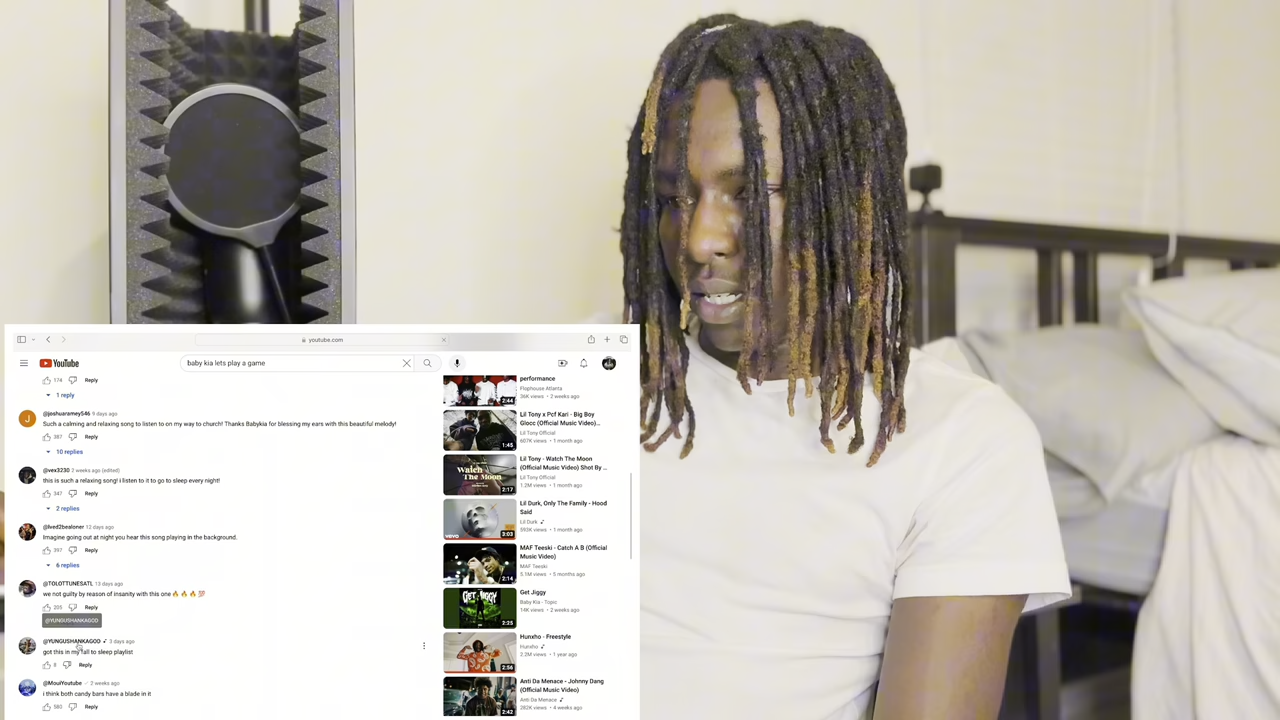 youtube.com
YouTube
baby kia lets play a game
174
Reply
1 reply
J
@joshuaramey546 9 days ago
Such a calming and relaxing song to listen to on my way to church! Thanks Babykia for blessing my ears with this beautiful melody!
387
Reply
10 replies
@vex3230 2 weeks ago (edited)
this is such a relaxing song! i listen to it to go to sleep every night!
347
Reply
2 replies
@lived2bealoner 12 days ago
Imagine going out at night you hear this song playing in the background.
397
Reply
6 replies
@TOLOTTUNESATL 13 days ago
we not guilty by reason of insanity with this one🔥 🔥 🔥 💯
205
Reply
@YUNGUSHANKAGOD
@YUNGUSHANKAGOD 3 days ago
got this in my fall to sleep playlist
8
Reply
@MouiYoutube 2 weeks ago
i think both candy bars have a blade in it
580
Reply
performance
Flophouse Atlanta
36K views • 2 weeks ago
2:44
Lil Tony x Pcf Kari - Big Boy
Glocc (Official Music Video)...
Lil Tony Official
607K views • 1 month ago
1:45
Lil Tony - Watch The Moon
(Official Music Video) Shot By ...
Lil Tony Official
1.2M views • 1 month ago
Watch
The Moon
2:17
Lil Durk, Only The Family - Hood
Said
Lil Durk
592K views • 1 month ago
vevo
3:03
MAF Teeski - Catch A B (Official
Music Video)
MAF Teeski
5.1M views • 5 months ago
2:14
Get Jiggy
Baby Kia - Topic
14K views • 2 weeks ago
GET JIGGY
2:25
Hunxho - Freestyle
Hunxho
2.2M views • 1 year ago
2:56
Anti Da Menace - Johnny Dang
(Official Music Video)
Anti Da Menace
282K views • 4 weeks ago
2:42